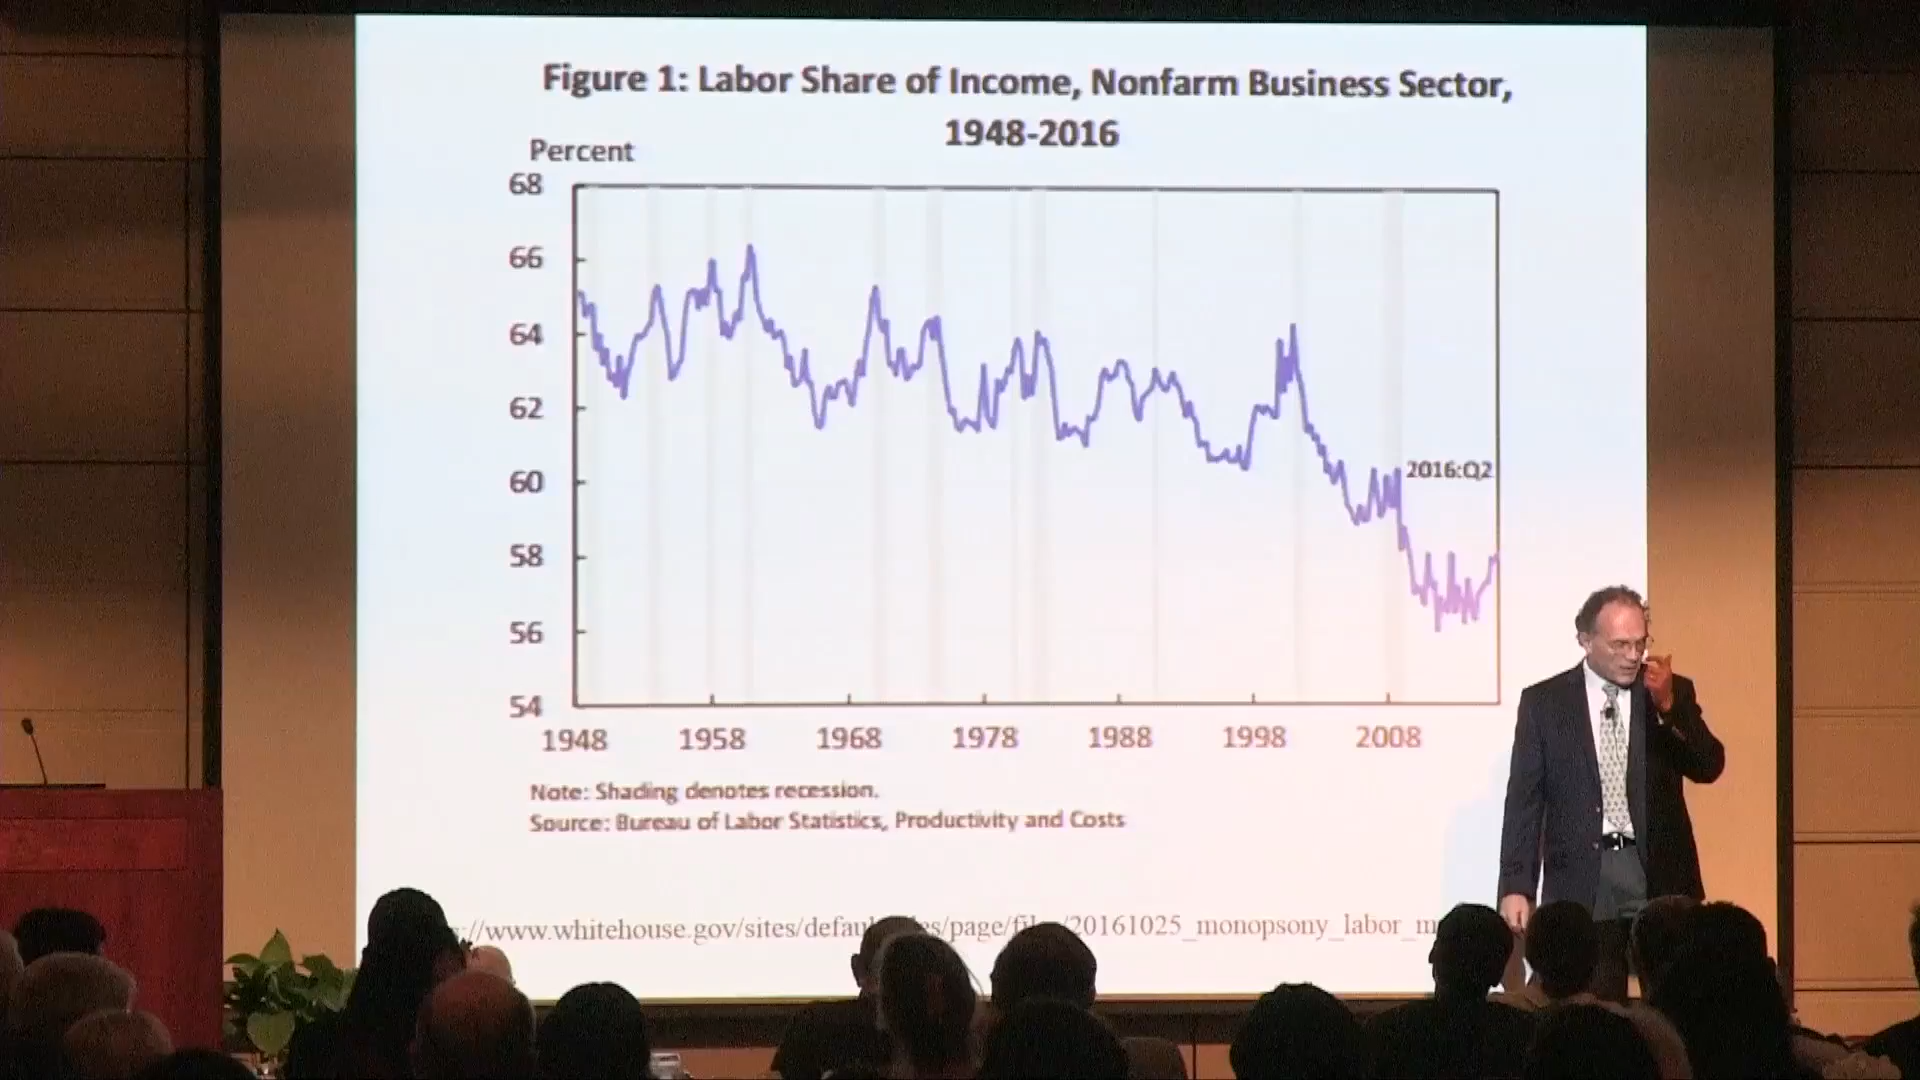 Figure 1: Labor Share of Income, Nonfarm Business Sector,
1948-2016
Percent
68
66
64
62
60
58
56
54
2016:Q2
1948 1958 1968 1978 1988 1998 2008
Note: Shading denotes recession.
Source: Bureau of Labor Statistics, Productivity and Costs
://www.whitehouse.gov/sites/defau es/page/fi 20161025_monopsony_labor_m